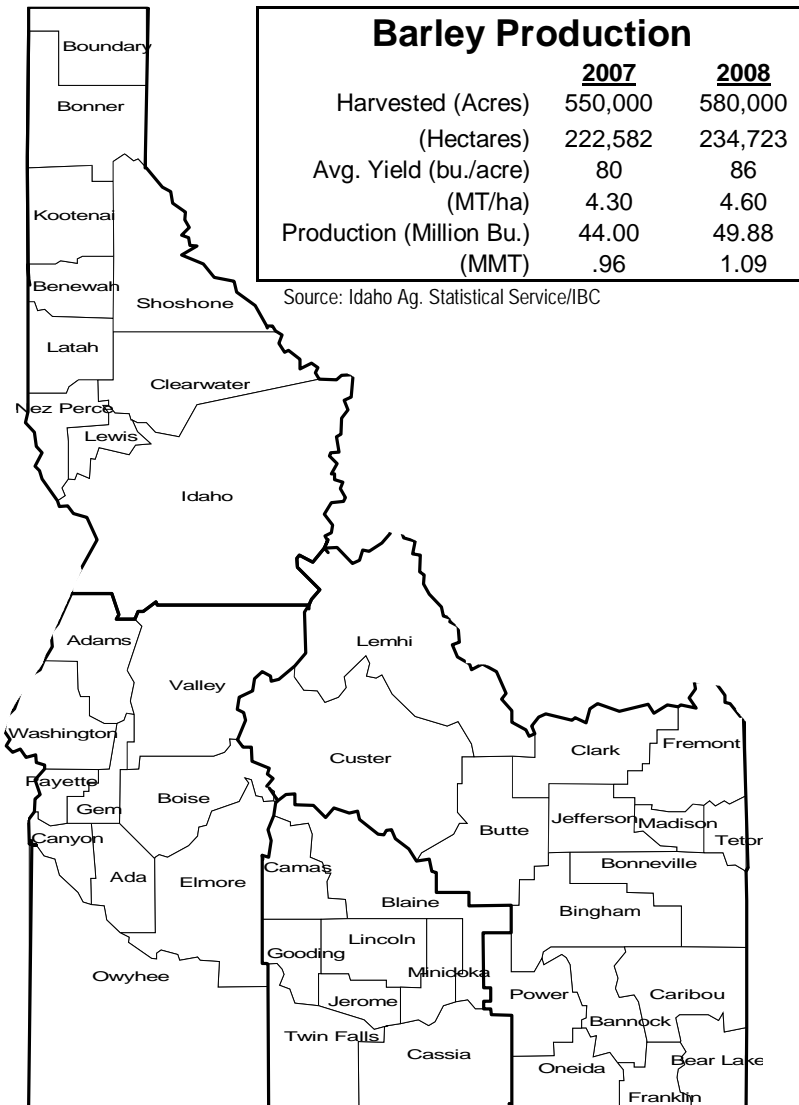 Barley Production
2007 2008
Harvested (Acres) 550,000 580,000
(Hectares) 222,582 234,723
Avg. Yield (bu./acre) 80 86
(MT/ha) 4.30 4.60
Production (Million Bu.) 44.00 49.88
(MMT) .96 1.09
Source: Idaho Ag. Statistical Service/IBC
Boundary
Bonner
Kootenai
Benewah
Shoshone
Latah
Clearwater
Nez Perce
Lewis
Idaho
Adams
Lemhi
Valley
Washington
Custer
Clark
Fremont
Payette
Gem
Boise
Butte
Jefferson
Madison
Teton
Canyon
Ada
Elmore
Camas
Blaine
Bonneville
Bingham
Gooding
Lincoln
Minidoka
Owyhee
Jerome
Power
Caribou
Bannock
Twin Falls
Cassia
Oneida
Bear Lake
Franklin